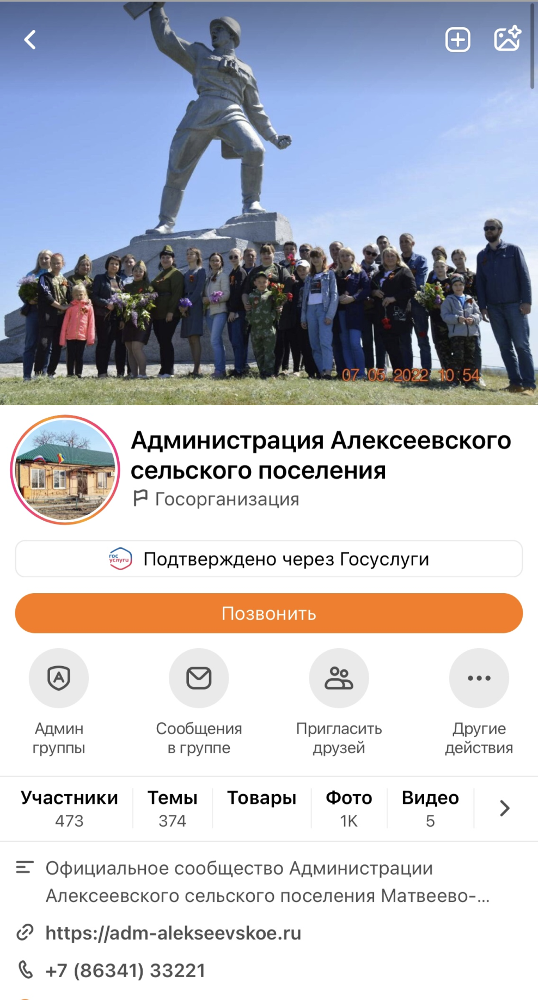 07 05 2022 10:54
Администрация Алексеевского
сельского поселения
Госорганизация
гос
услуги
Подтверждено через Госуслуги
Позвонить
Админ
группы
Сообщения
в группе
Пригласить
друзей
Другие
действия
Участники
473
Темы
374
Товары
Фото
1K
Видео
5
Официальное сообщество Администрации
Алексеевского сельского поселения Матвеево-...
https://adm-alekseevskoe.ru
+7 (86341) 33221